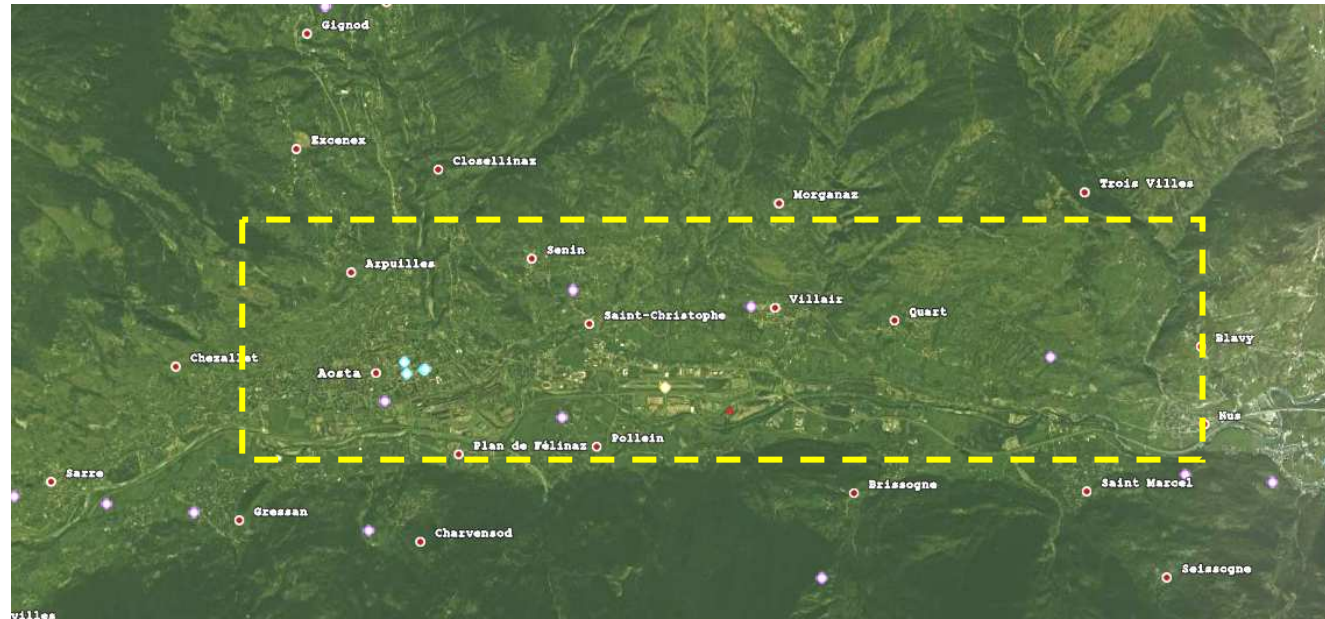 Gignod
Excenex
Closellinaz
Morganaz
Trois Villes
Arpuilles
Senin
Saint-Christophe
Villair
Quart
Blavy
Chezallet
Aosta
Nus
Plan de Félinaz
Pollein
Sarre
Brissogne
Saint Marcel
Gressan
Charvensod
Seissogne
villes